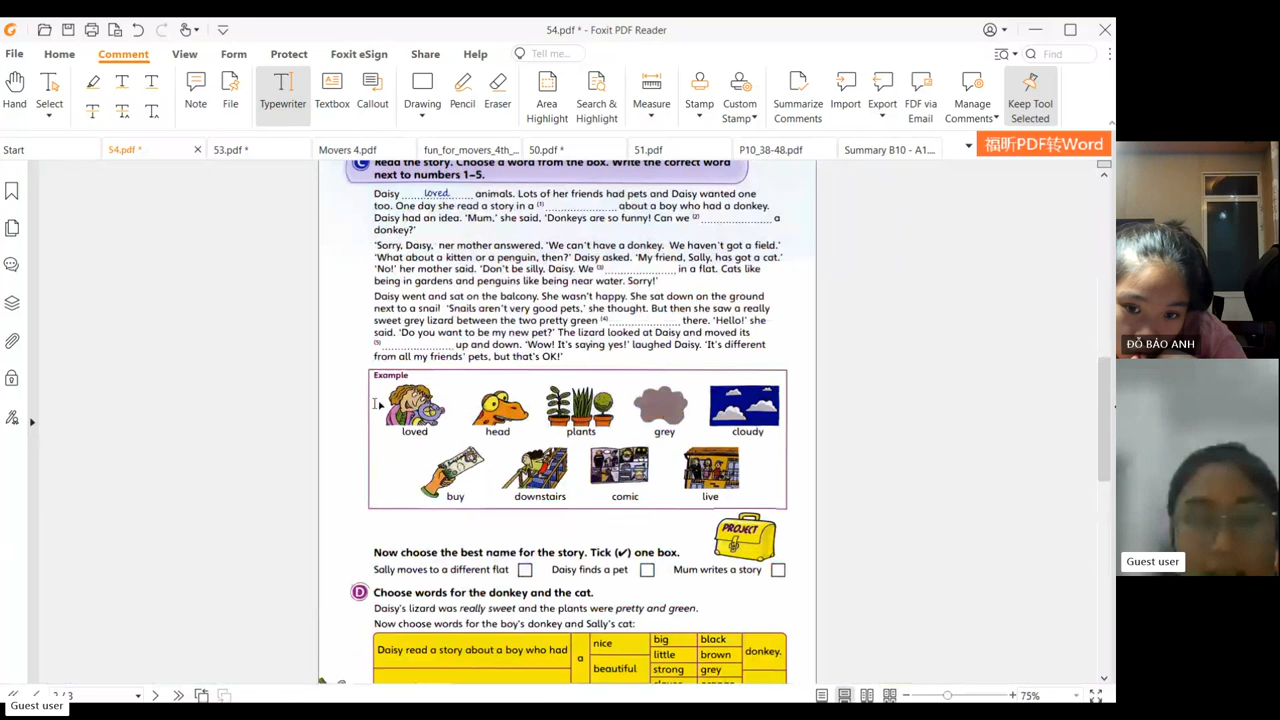 54.pdf * - Foxit PDF Reader
File Home Comment View Form Protect Foxit eSign Share Help Tell me... Find
Hand Select Note File Typewriter Textbox Callout Drawing Pencil Eraser Area Highlight Search & Highlight Measure Stamp Custom Stamp Summarize Comments Import Export FDF via Email Manage Comments Keep Tool Selected
Start 54.pdf * 53.pdf * Movers 4.pdf fun_for_movers_4th_... 50.pdf * 51.pdf P10_38-48.pdf Summary B10 - A1.... 福昕PDF转Word
C Read the story. Choose a word from the box. Write the correct word
next to numbers 1–5.
Daisy loved animals. Lots of her friends had pets and Daisy wanted one
too. One day she read a story in a (1) about a boy who had a donkey.
Daisy had an idea. 'Mum,' she said, 'Donkeys are so funny! Can we (2) a
donkey?'
'Sorry, Daisy,' her mother answered. 'We can't have a donkey. We haven't got a field.'
'What about a kitten or a penguin, then?' Daisy asked. 'My friend, Sally, has got a cat.'
'No!' her mother said. 'Don't be silly, Daisy. We (3) in a flat. Cats like
being in gardens and penguins like being near water. Sorry!'
Daisy went and sat on the balcony. She wasn't happy. She sat down on the ground
next to a snail. 'Snails aren't very good pets,' she thought. But then she saw a really
sweet grey lizard between the two pretty green (4) there. 'Hello!' she
said. 'Do you want to be my new pet?' The lizard looked at Daisy and moved its
(5) up and down. 'Wow! It's saying yes!' laughed Daisy. 'It's different
from all my friends' pets, but that's OK!'
Example
loved head plants grey cloudy
buy downstairs comic live
PROJECT
Now choose the best name for the story. Tick (✔) one box.
Sally moves to a different flat Daisy finds a pet Mum writes a story
D Choose words for the donkey and the cat.
Daisy's lizard was really sweet and the plants were pretty and green.
Now choose words for the boy's donkey and Sally's cat:
Daisy read a story about a boy who had a nice big black donkey.
little brown
beautiful strong grey
ĐỖ BẢO ANH
Guest user
75%
Guest user